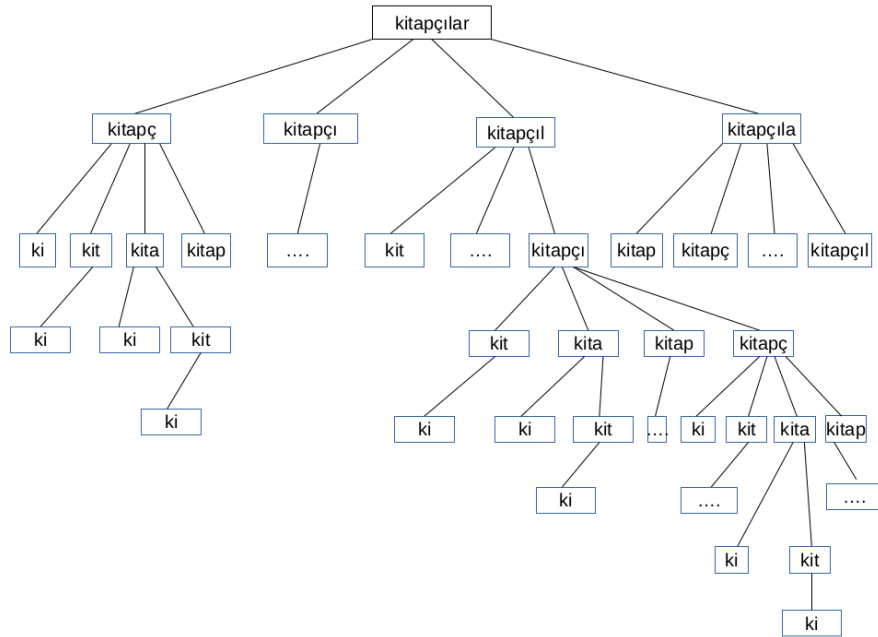 kitapçılar
kitapç kitapçı kitapçıl kitapçıla
ki kit kita kitap …. kit …. kitapçı kitap kitapç …. kitapçıl
ki ki kit kit kita kitap kitapç
ki ki ki kit …. ki kit kita kitap
ki …. ….
ki kit
ki